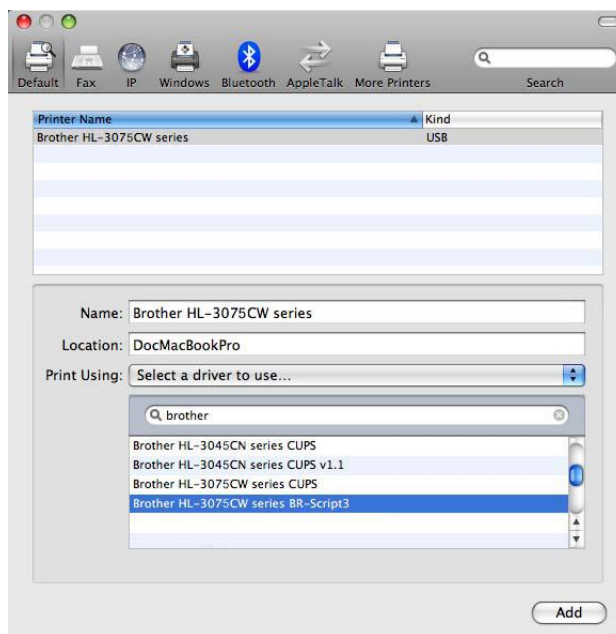 Default Fax IP Windows Bluetooth AppleTalk More Printers Search
Printer Name Kind
Brother HL-3075CW series USB
Name: Brother HL-3075CW series
Location: DocMacBookPro
Print Using: Select a driver to use...
brother
Brother HL-3045CN series CUPS
Brother HL-3045CN series CUPS v1.1
Brother HL-3075CW series CUPS
Brother HL-3075CW series BR-Script3
Add